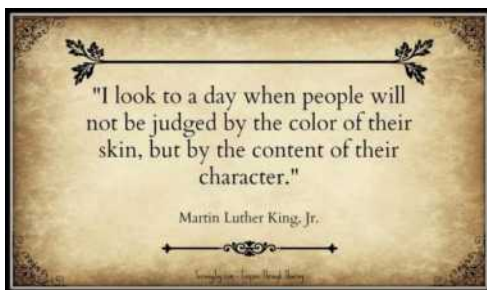 "I look to a day when people will
not be judged by the color of their
skin, but by the content of their
character."
Martin Luther King, Jr.